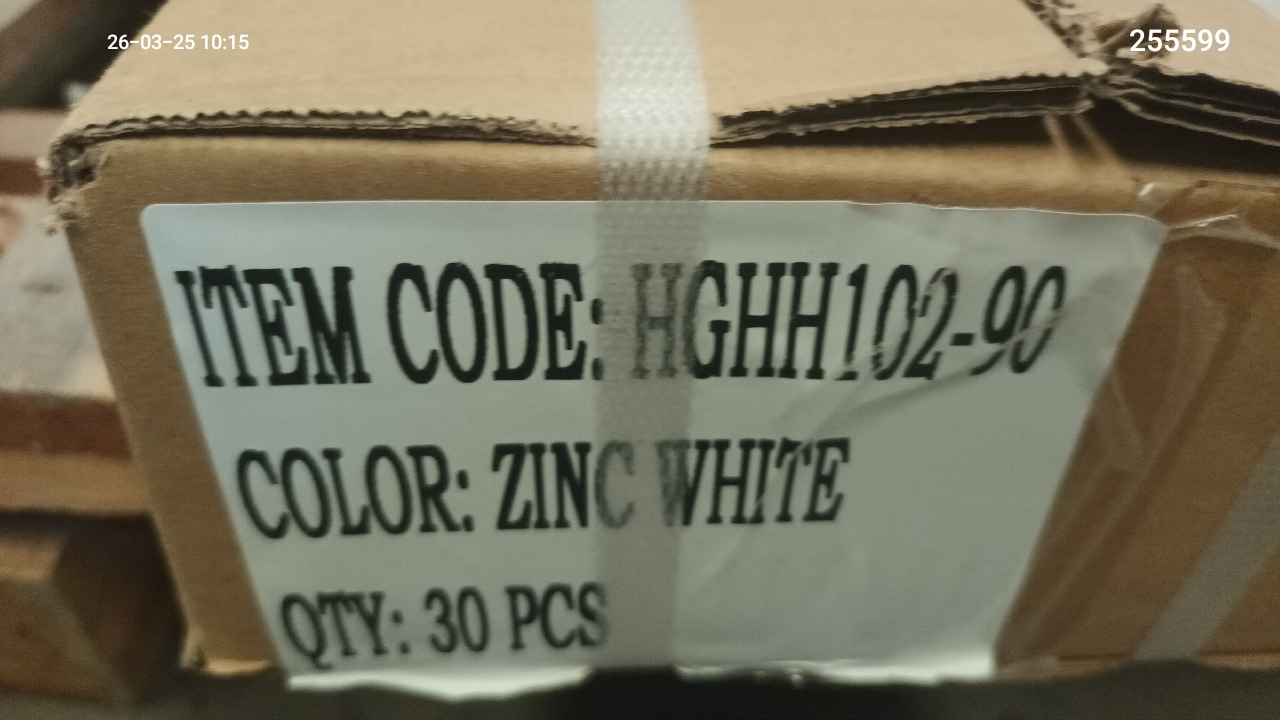 26-03-25 10:15
255599
ITEM CODE: HGHH102-90
COLOR: ZINC WHITE
QTY: 30 PCS